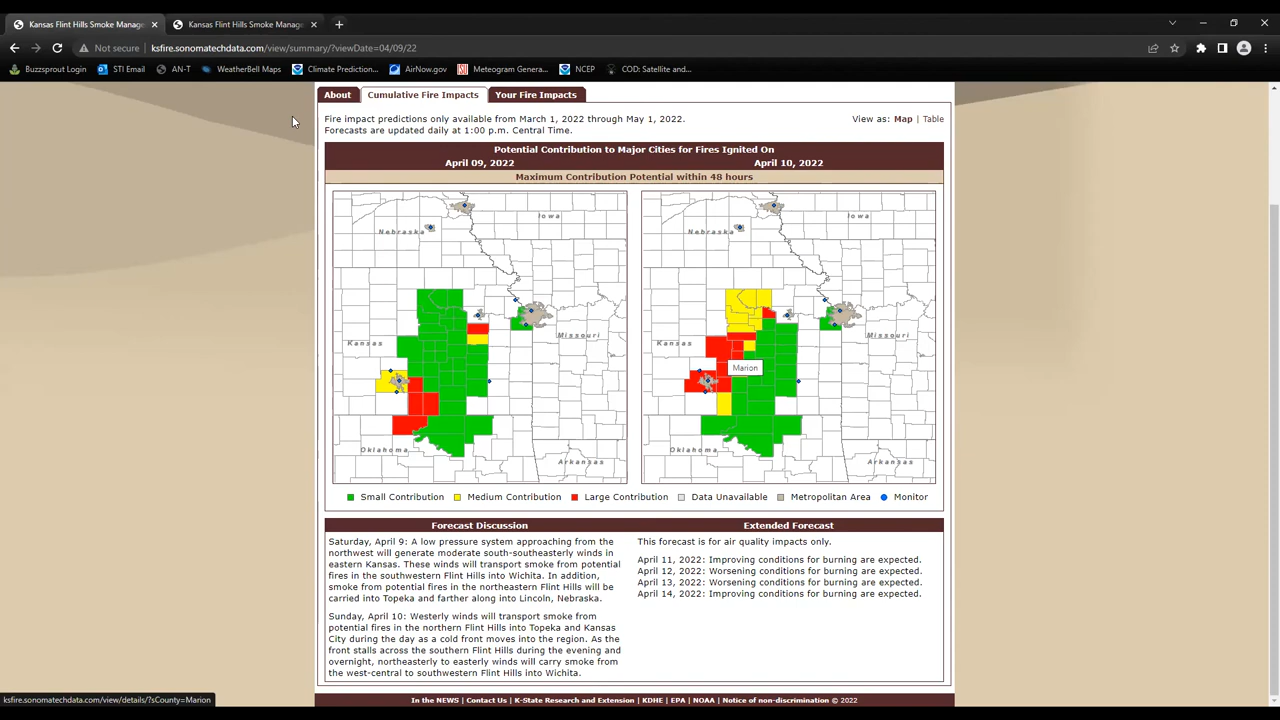 Kansas Flint Hills Smoke Manage
Kansas Flint Hills Smoke Manage
Not secure
ksfire.sonomatechdata.com/view/summary/?viewDate=04/09/22
Buzzsprout Login
STI Email
AN-T
WeatherBell Maps
Climate Prediction...
AirNow.gov
Meteogram Genera...
NCEP
COD: Satellite and...
About
Cumulative Fire Impacts
Your Fire Impacts
Fire impact predictions only available from March 1, 2022 through May 1, 2022.
Forecasts are updated daily at 1:00 p.m. Central Time.
View as: Map | Table
Potential Contribution to Major Cities for Fires Ignited On
April 09, 2022
April 10, 2022
Maximum Contribution Potential within 48 hours
Iowa
Nebraska
Kansas
Missouri
Oklahoma
Arkansas
Iowa
Nebraska
Kansas
Missouri
Marion
Oklahoma
Arkansas
Small Contribution
Medium Contribution
Large Contribution
Data Unavailable
Metropolitan Area
Monitor
Forecast Discussion
Saturday, April 9: A low pressure system approaching from the
northwest will generate moderate south-southeasterly winds in
eastern Kansas. These winds will transport smoke from potential
fires in the southwestern Flint Hills into Wichita. In addition,
smoke from potential fires in the northeastern Flint Hills will be
carried into Topeka and farther along into Lincoln, Nebraska.
Sunday, April 10: Westerly winds will transport smoke from
potential fires in the northern Flint Hills into Topeka and Kansas
City during the day as a cold front moves into the region. As the
front stalls across the southern Flint Hills during the evening and
overnight, northeasterly to easterly winds will carry smoke from
the west-central to southwestern Flint Hills into Wichita.
Extended Forecast
This forecast is for air quality impacts only.
April 11, 2022: Improving conditions for burning are expected.
April 12, 2022: Worsening conditions for burning are expected.
April 13, 2022: Worsening conditions for burning are expected.
April 14, 2022: Improving conditions for burning are expected.
ksfire.sonomatechdata.com/view/details/?sCounty=Marion
In the NEWS | Contact Us | K-State Research and Extension | KDHE | EPA | NOAA | Notice of non-discrimination © 2022